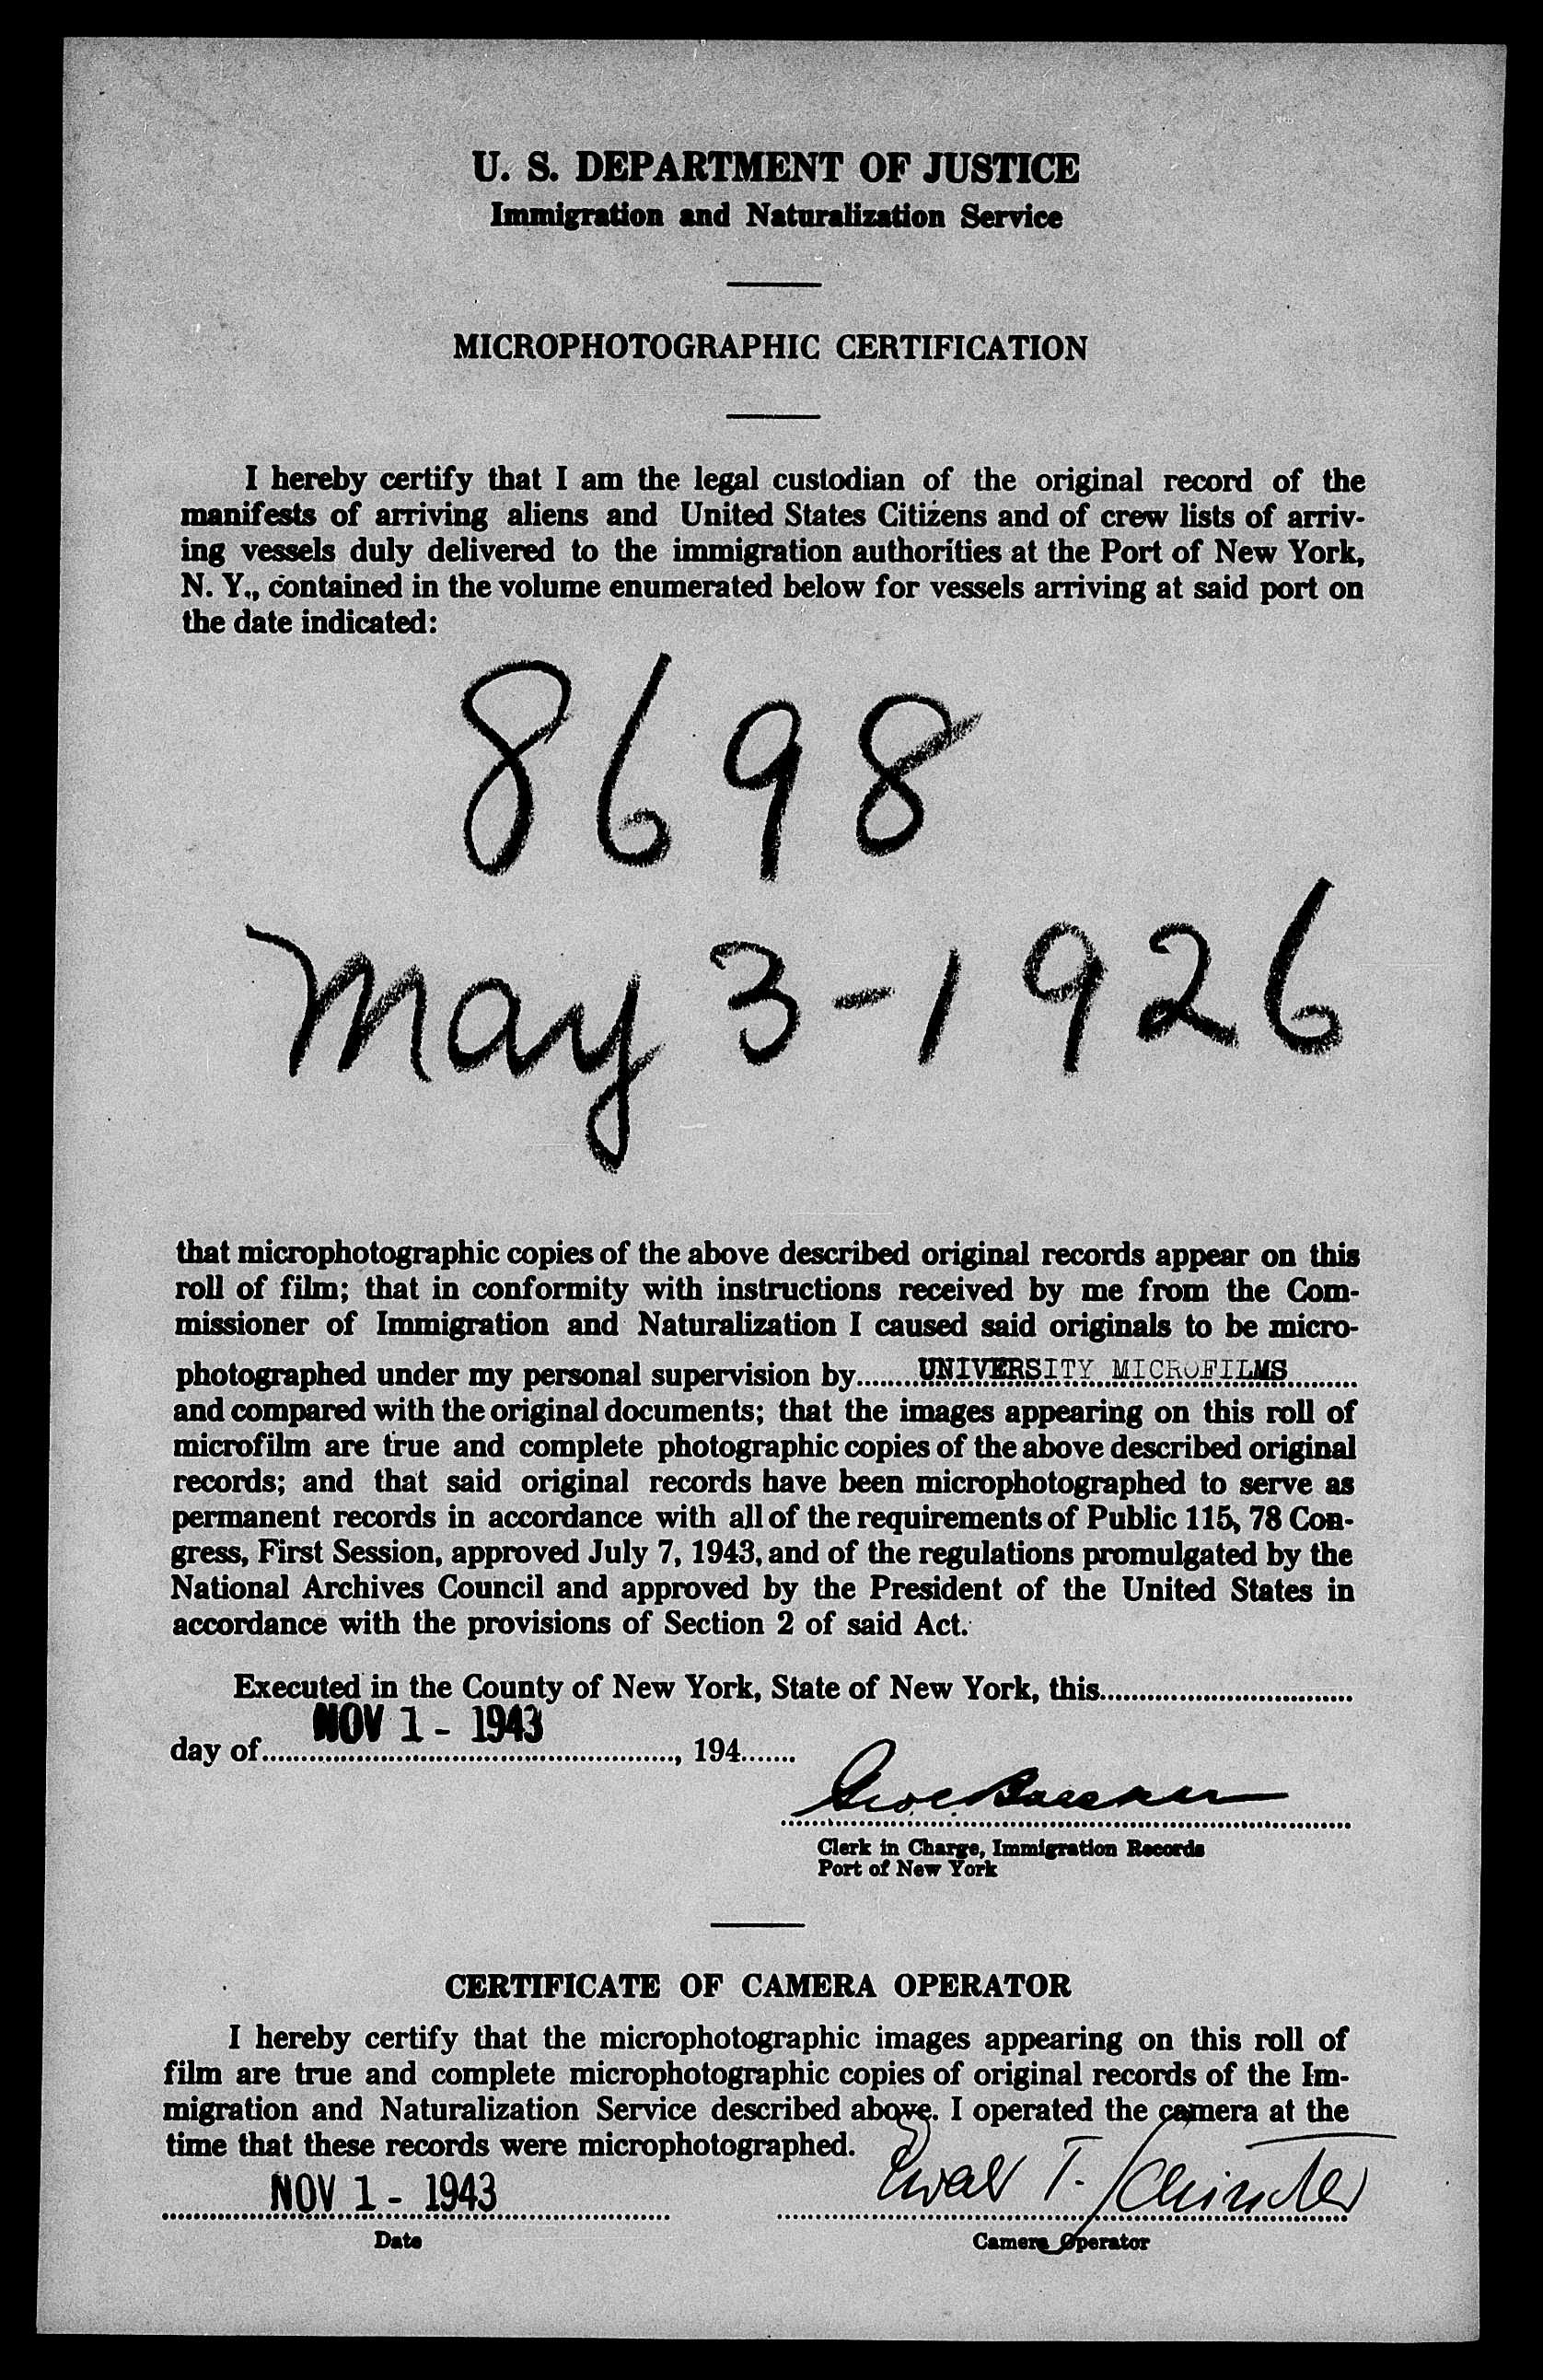 U. S. DEPARTMENT OF JUSTICE
Immigration and Naturalization Service
MICROPHOTOGRAPHIC CERTIFICATION
I hereby certify that I am the legal custodian of the original record of the
manifests of arriving aliens and United States Citizens and of crew lists of arriv-
ing vessels duly delivered to the immigration authorities at the Port of New York,
N. Y., contained in the volume enumerated below for vessels arriving at said port on
the date indicated:
8698
May 3-1926
that microphotographic copies of the above described original records appear on this
roll of film; that in conformity with instructions received by me from the Com-
missioner of Immigration and Naturalization I caused said originals to be micro-
photographed under my personal supervision by........UNIVERSITY MICROFILMS..........
and compared with the original documents; that the images appearing on this roll of
microfilm are true and complete photographic copies of the above described original
records; and that said original records have been microphotographed to serve as
permanent records in accordance with all of the requirements of Public 115, 78 Con-
gress, First Session, approved July 7, 1943, and of the regulations promulgated by the
National Archives Council and approved by the President of the United States in
accordance with the provisions of Section 2 of said Act.
Executed in the County of New York, State of New York, this................................
NOV 1 - 1943
day of....................................................., 194.......
Clerk in Charge, Immigration Records
Port of New York
CERTIFICATE OF CAMERA OPERATOR
I hereby certify that the microphotographic images appearing on this roll of
film are true and complete microphotographic copies of original records of the Im-
migration and Naturalization Service described above. I operated the camera at the
time that these records were microphotographed.
NOV 1 - 1943 T.
Date Camera Operator